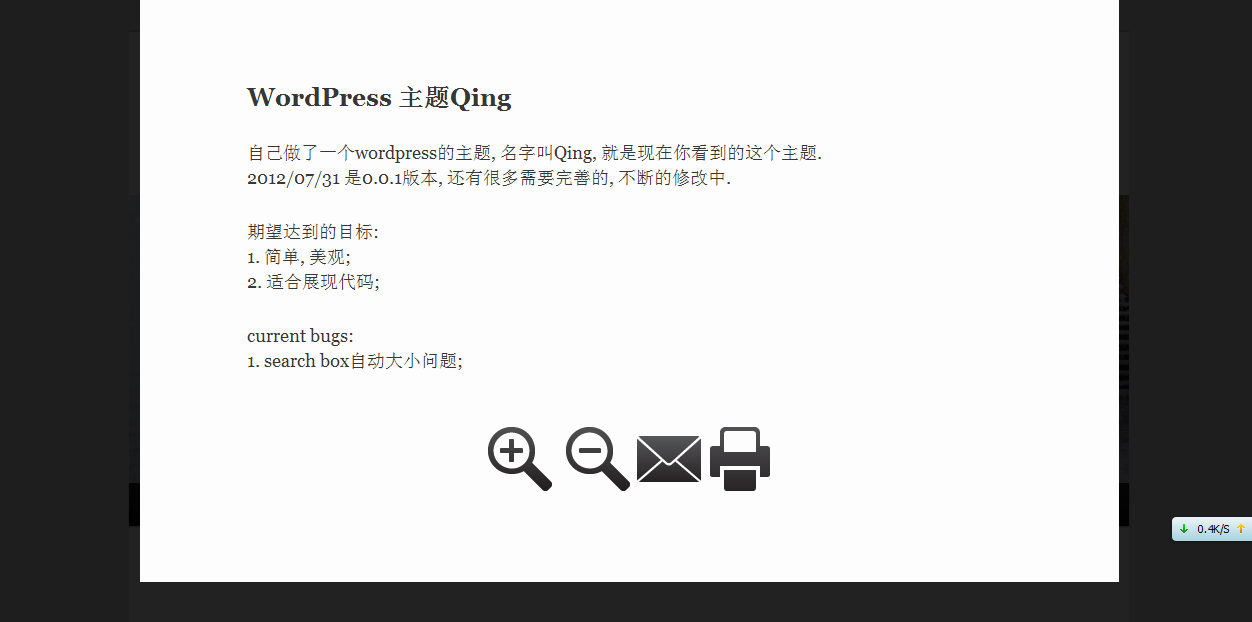 WordPress 主题Qing
自己做了一个wordpress的主题, 名字叫Qing, 就是现在你看到的这个主题.
2012/07/31 是0.0.1版本, 还有很多需要完善的, 不断的修改中.
期望达到的目标:
1. 简单, 美观;
2. 适合展现代码;
current bugs:
1. search box自动大小问题;
0.4K/S